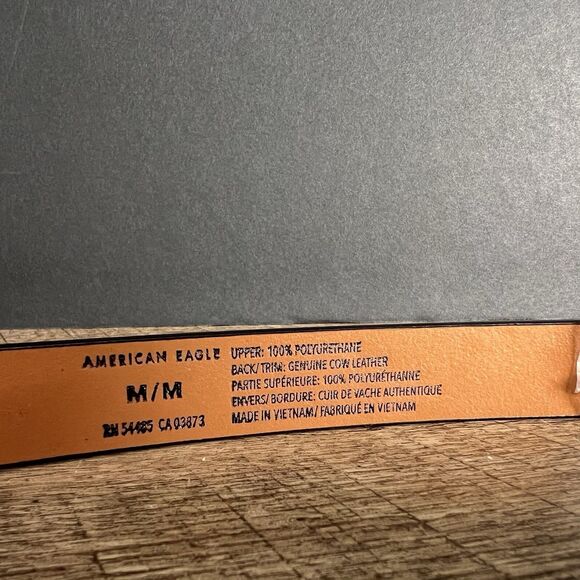 AMERICAN EAGLE
M/M
RN 54485 CA 03873
UPPER: 100% POLYURETHANE
BACK/ TRIM: GENUINE COW LEATHER
PARTIE SUPÉRIEURE: 100% POLYURÉTHANNE
ENVERS/ BORDURE: CUIR DE VACHE AUTHENTIQUE
MADE IN VIETNAM/ FABRIQUÉ EN VIETNAM